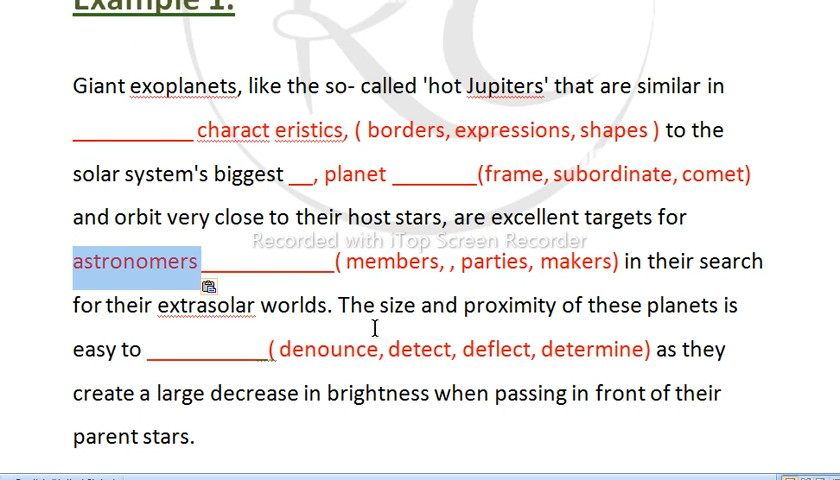 Example 1:
Giant exoplanets, like the so- called 'hot Jupiters' that are similar in
____________ charact eristics, ( borders, expressions, shapes ) to the
solar system's biggest __, planet ________(frame, subordinate, comet)
and orbit very close to their host stars, are excellent targets for
Recorded with iTop Screen Recorder
astronomers _____________( members, , parties, makers) in their search
for their extrasolar worlds. The size and proximity of these planets is
easy to ____________( denounce, detect, deflect, determine) as they
create a large decrease in brightness when passing in front of their
parent stars.